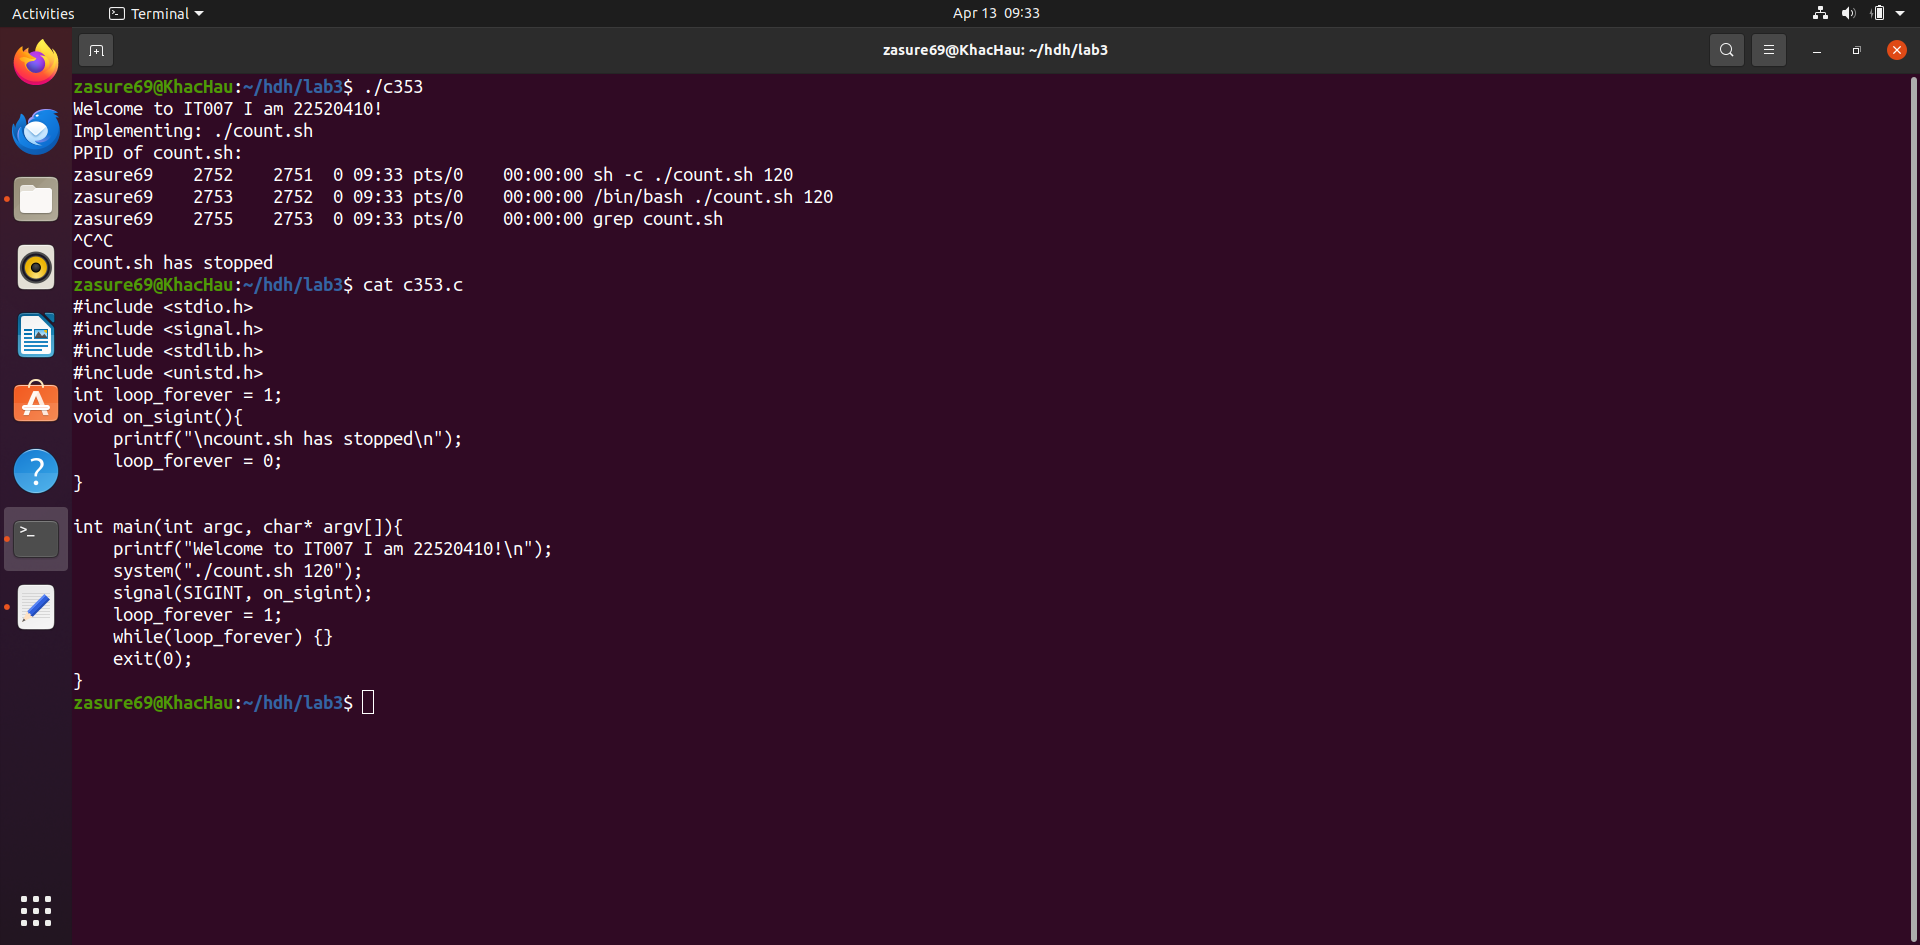 Activities
Terminal
Apr 13 09:33
zasure69@KhacHau: ~/hdh/lab3
zasure69@KhacHau:~/hdh/lab3$ ./c353
Welcome to IT007 I am 22520410!
Implementing: ./count.sh
PPID of count.sh:
zasure69    2752    2751  0 09:33 pts/0    00:00:00 sh -c ./count.sh 120
zasure69    2753    2752  0 09:33 pts/0    00:00:00 /bin/bash ./count.sh 120
zasure69    2755    2753  0 09:33 pts/0    00:00:00 grep count.sh
^C^C
count.sh has stopped
zasure69@KhacHau:~/hdh/lab3$ cat c353.c
#include <stdio.h>
#include <signal.h>
#include <stdlib.h>
#include <unistd.h>
int loop_forever = 1;
void on_sigint(){
    printf("\ncount.sh has stopped\n");
    loop_forever = 0;
}

int main(int argc, char* argv[]){
    printf("Welcome to IT007 I am 22520410!\n");
    system("./count.sh 120");
    signal(SIGINT, on_sigint);
    loop_forever = 1;
    while(loop_forever) {}
    exit(0);
}
zasure69@KhacHau:~/hdh/lab3$